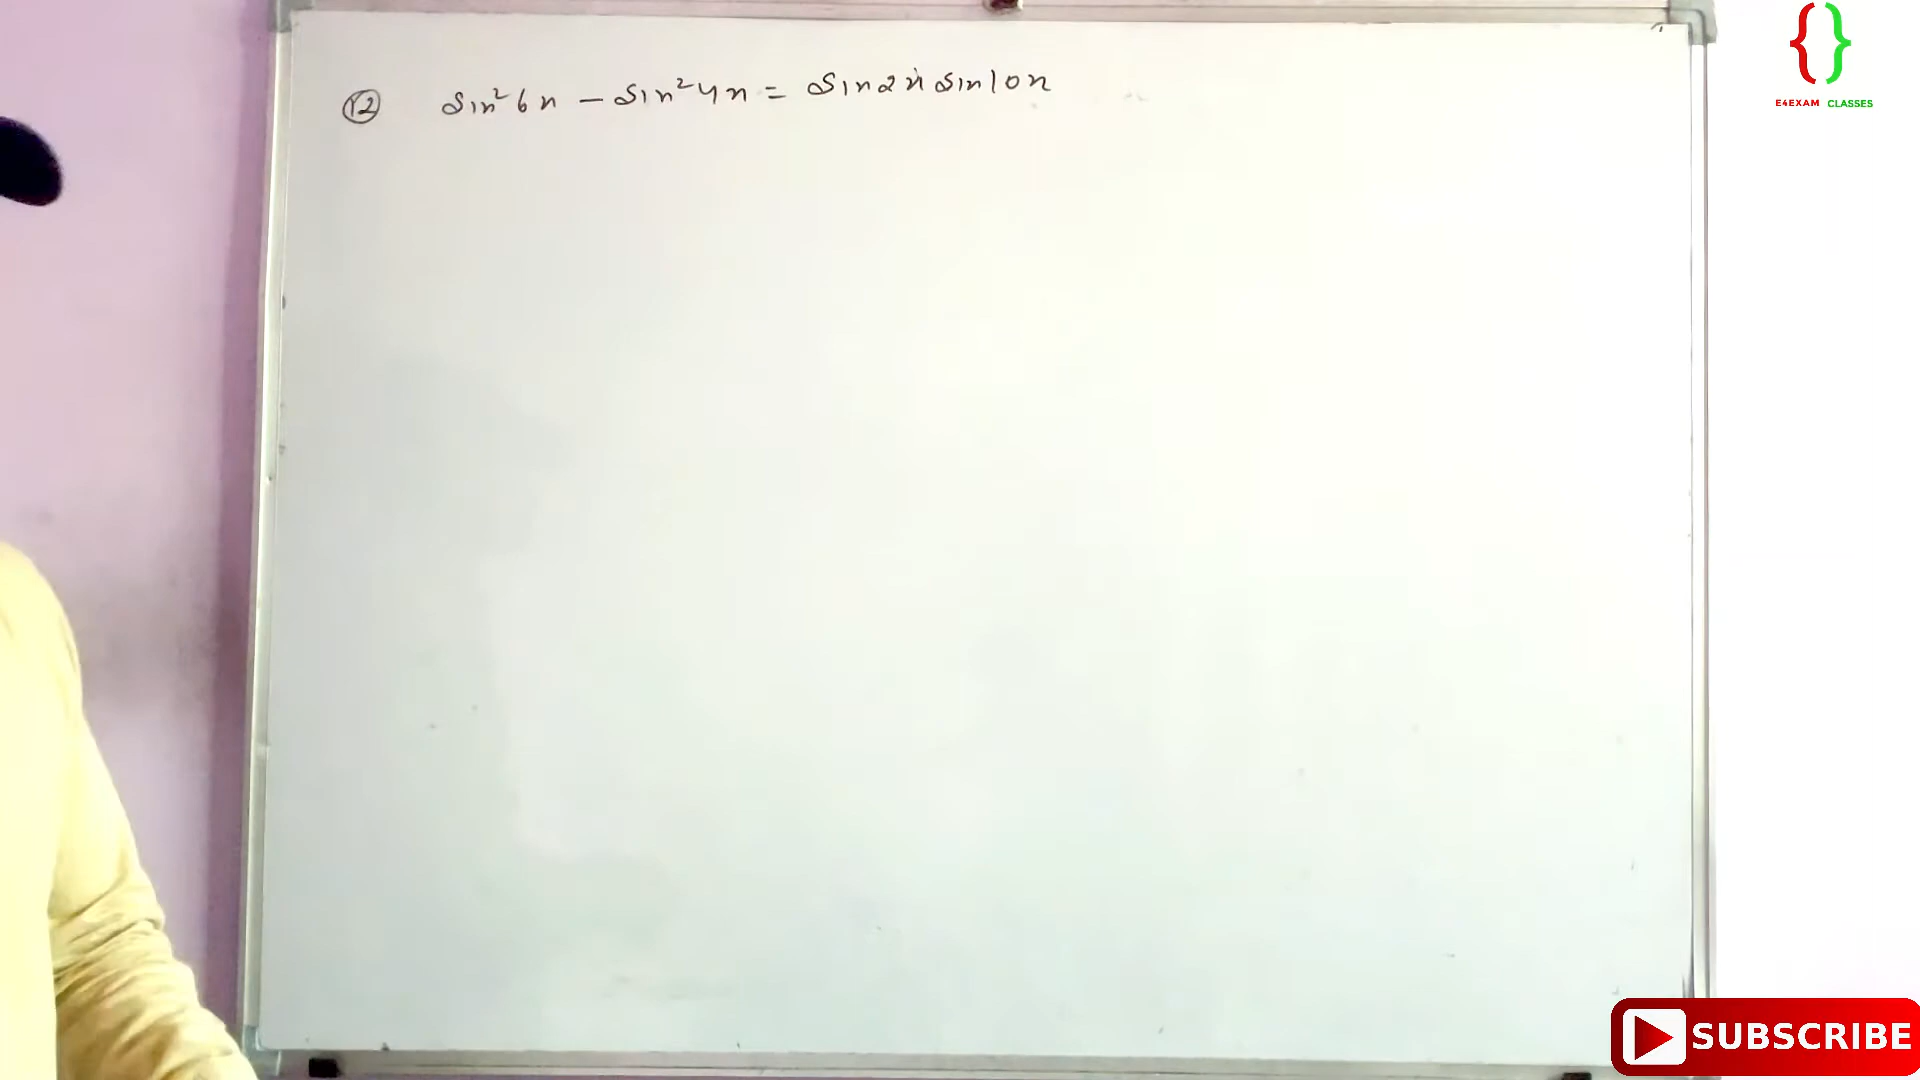 ⑫ sin²6x − sin²4x = sin2x sin10x
{}
E4EXAM CLASSES
SUBSCRIBE